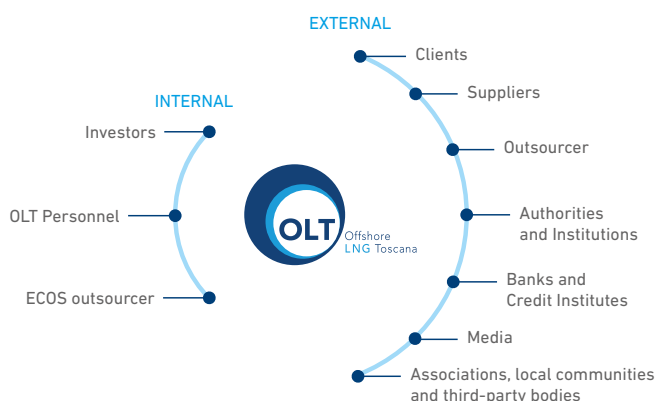 EXTERNAL
Clients
Suppliers
Outsourcer
Authorities
and Institutions
Banks and
Credit Institutes
Media
Associations, local communities
and third-party bodies
INTERNAL
Investors
OLT Personnel
ECOS outsourcer
OLT
Offshore
LNG Toscana